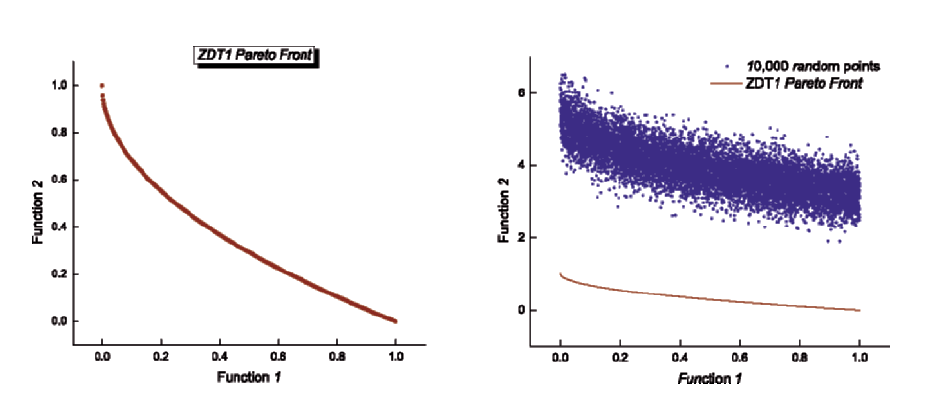 ZDT1 Pareto Front
1.0
0.8
0.6
0.4
0.2
0.0
Function 2
0.0 0.2 0.4 0.6 0.8 1.0
Function 1
10,000 random points
ZDT1 Pareto Front
6
4
2
0
Function 2
0.0 0.2 0.4 0.6 0.8 1.0
Function 1